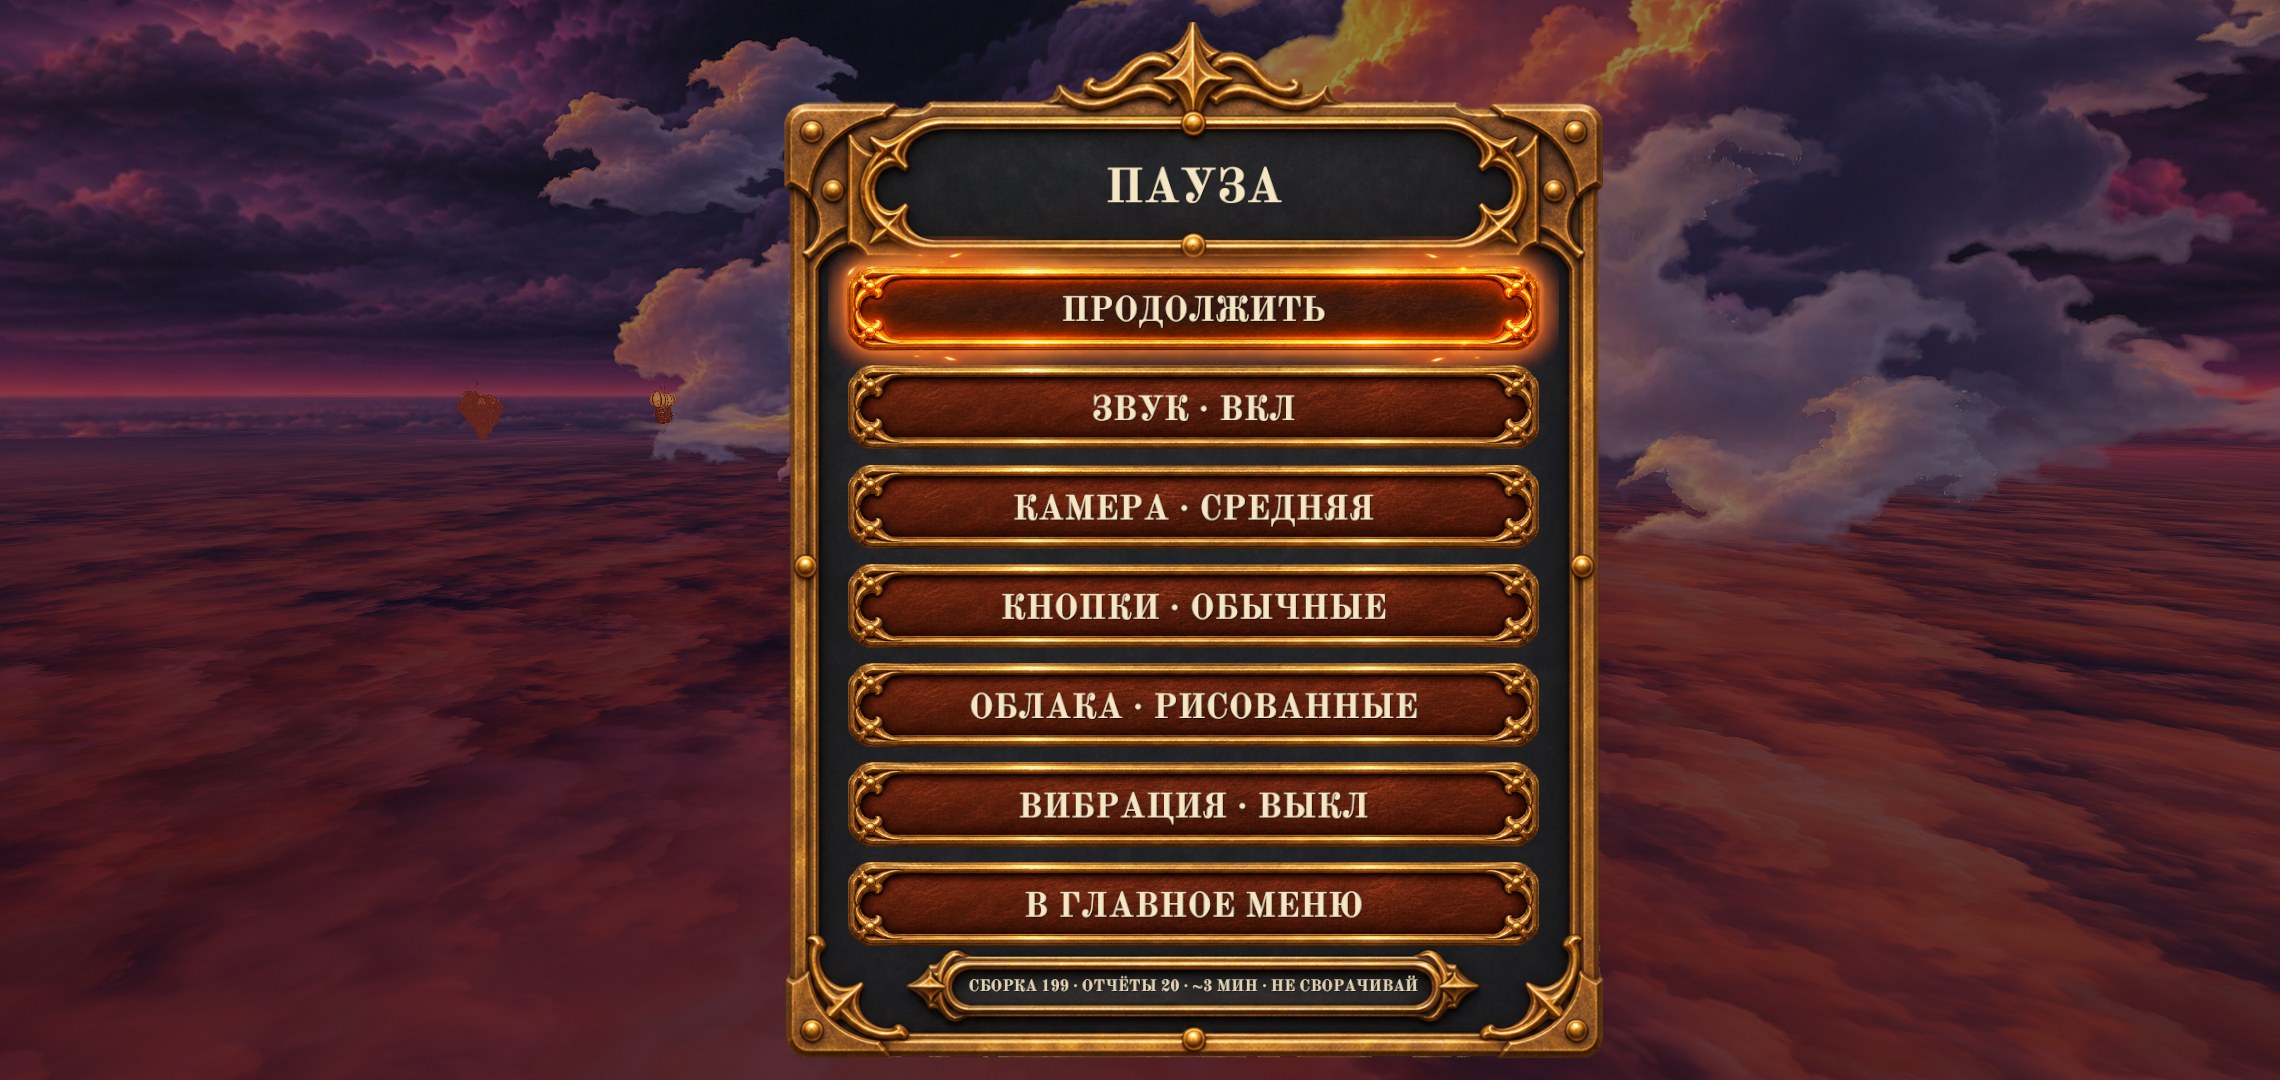 ПАУЗА
ПРОДОЛЖИТЬ
ЗВУК · ВКЛ
КАМЕРА · СРЕДНЯЯ
КНОПКИ · ОБЫЧНЫЕ
ОБЛАКА · РИСОВАННЫЕ
ВИБРАЦИЯ · ВЫКЛ
В ГЛАВНОЕ МЕНЮ
СБОРКА 199 · ОТЧЁТЫ 20 · ~3 МИН · НЕ СВОРАЧИВАЙ